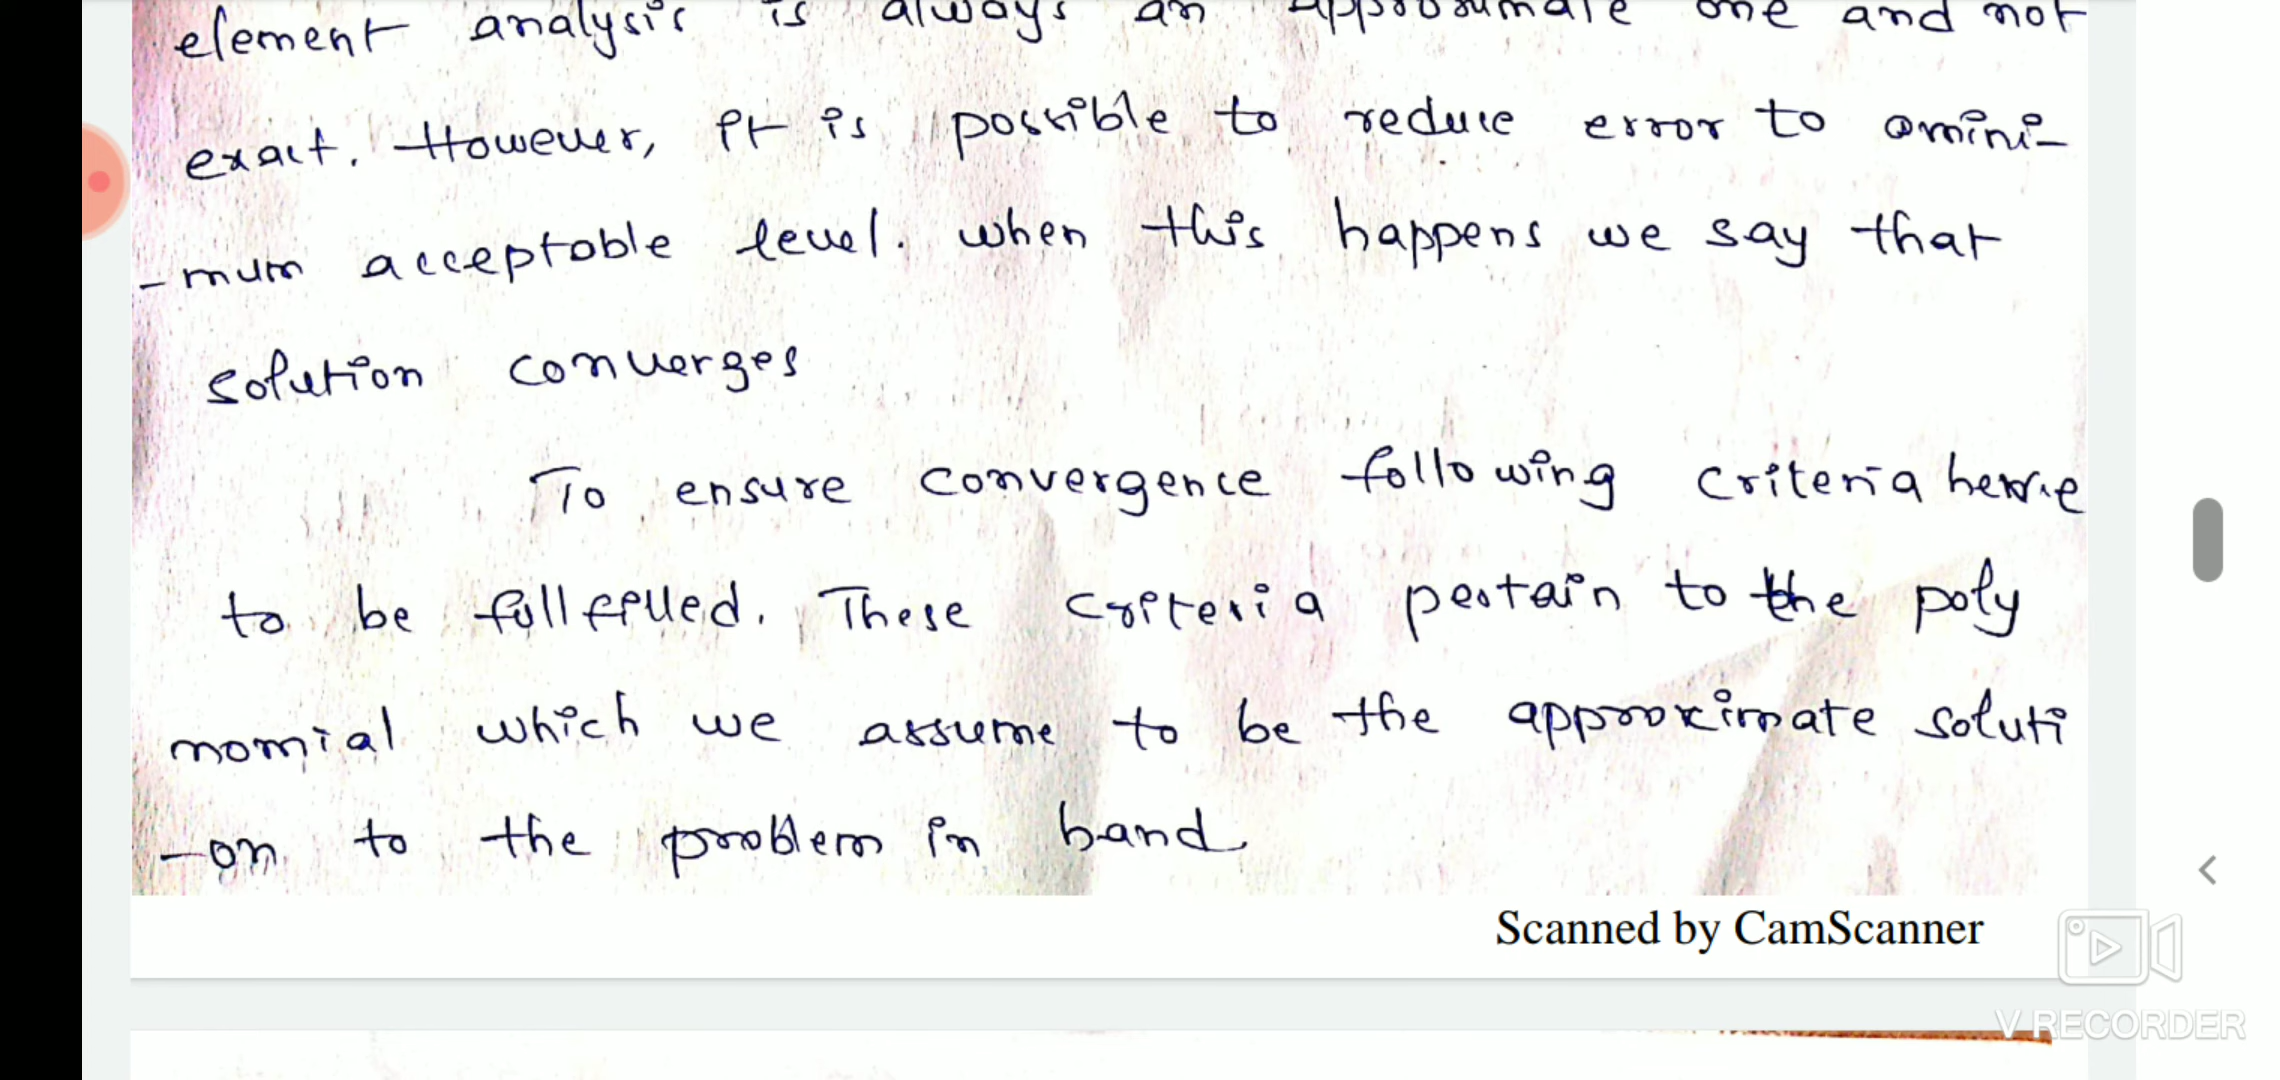 element analysis is always an approximate one and not
exact. However, it is possible to reduce error to a mini-
-mum acceptable level. when this happens we say that
solution converges
To ensure convergence following criteria have
to be fullfilled. These criteria pertain to the poly
nomial which we assume to be the approximate soluti
-on to the problem in hand
Scanned by CamScanner
V RECORDER